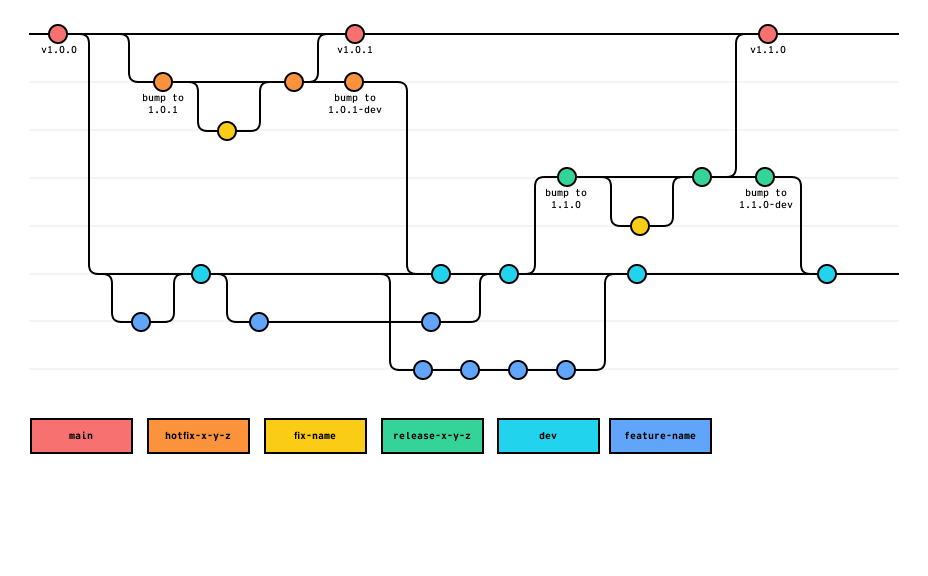 v1.0.0
v1.0.1
v1.1.0
bump to
1.0.1
bump to
1.0.1-dev
bump to
1.1.0
bump to
1.1.0-dev
main
hotfix-x-y-z
fix-name
release-x-y-z
dev
feature-name